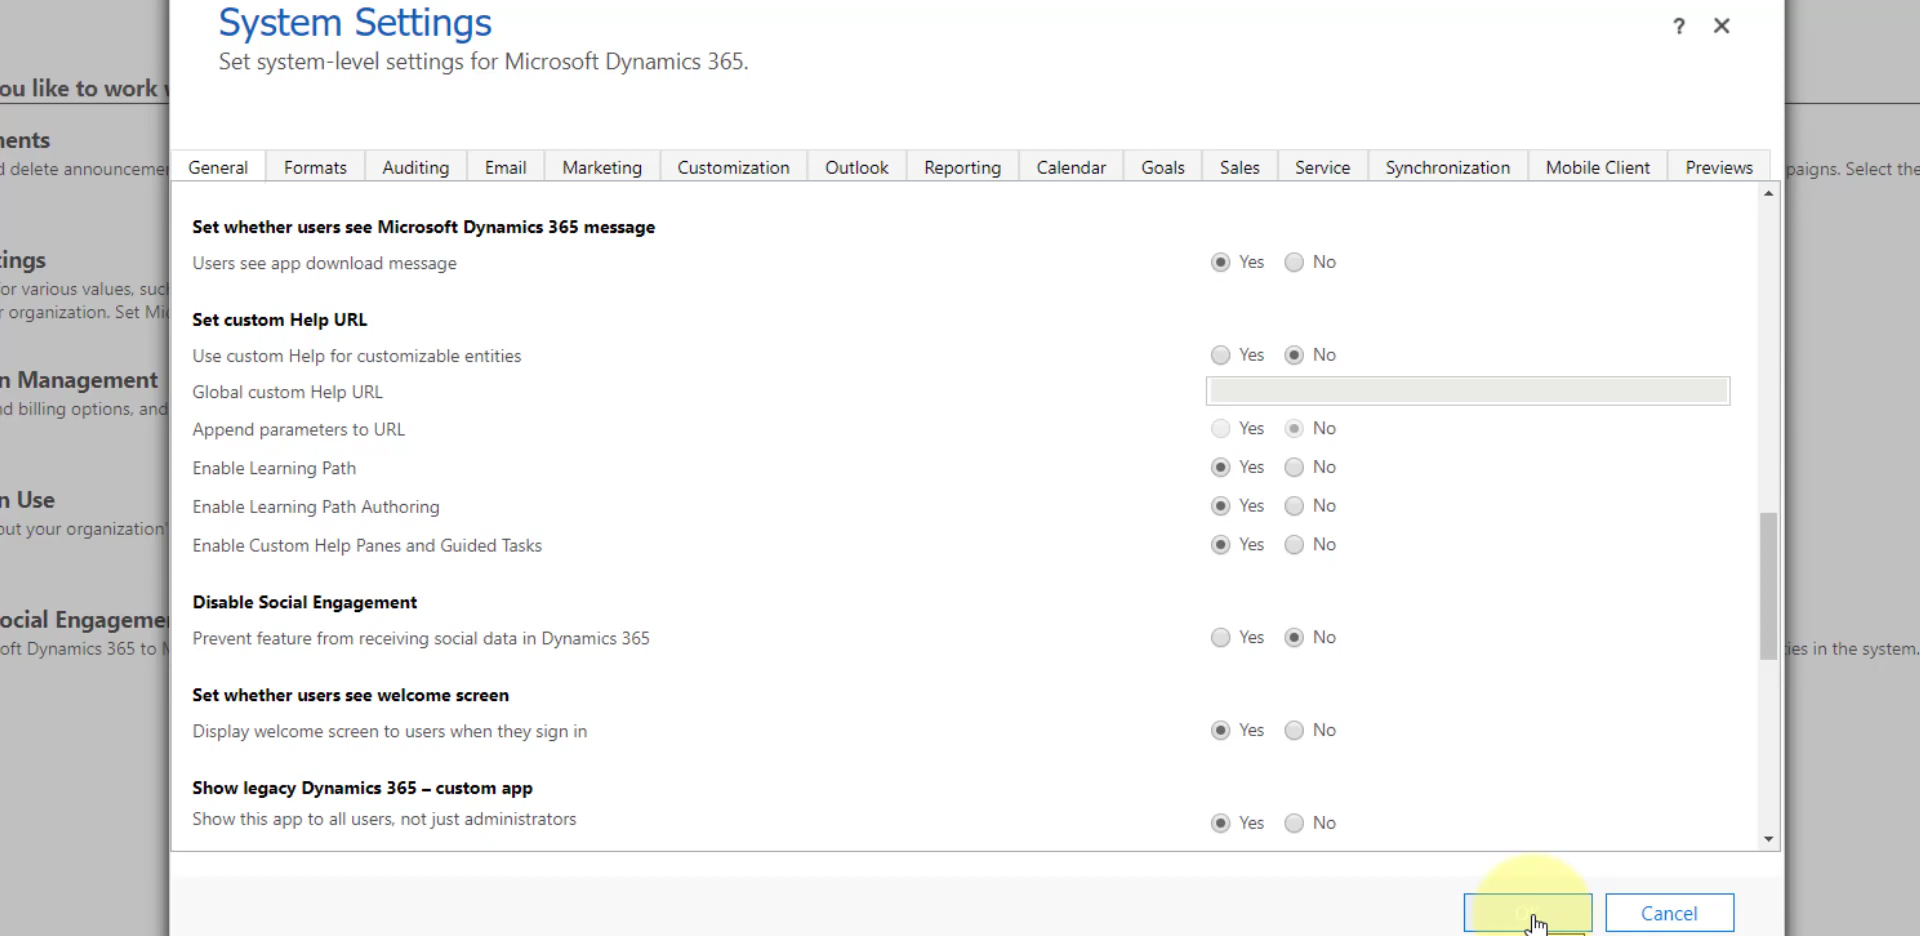 System Settings
?
Set system-level settings for Microsoft Dynamics 365.
ou like to work
General
Formats
Auditing
Email
Marketing
Customization
Outlook
Reporting
Calendar
Goals
Sales
Service
Synchronization
Mobile Client
Previews
ments
d delete announcemen
paigns. Select the
Set whether users see Microsoft Dynamics 365 message
Users see app download message
Yes
No
tings
or various values, such
r organization. Set Mi
Set custom Help URL
Use custom Help for customizable entities
Yes
No
Global custom Help URL
n Management
nd billing options, and
Append parameters to URL
Yes
No
Enable Learning Path
Yes
No
Enable Learning Path Authoring
Yes
No
n Use
out your organization'
Enable Custom Help Panes and Guided Tasks
Yes
No
Disable Social Engagement
Prevent feature from receiving social data in Dynamics 365
Yes
No
ocial Engagemen
oft Dynamics 365 to M
ies in the system.
Set whether users see welcome screen
Display welcome screen to users when they sign in
Yes
No
Show legacy Dynamics 365 – custom app
Show this app to all users, not just administrators
Yes
No
OK
Cancel